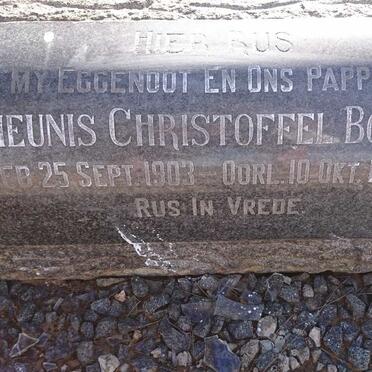 HIER RUS
MY EGGENOOT EN ONS PAPP
HEUNIS CHRISTOFFEL BO
GEB 25 SEPT. 1903 OORL. 10 OKT.
RUS IN VREDE.